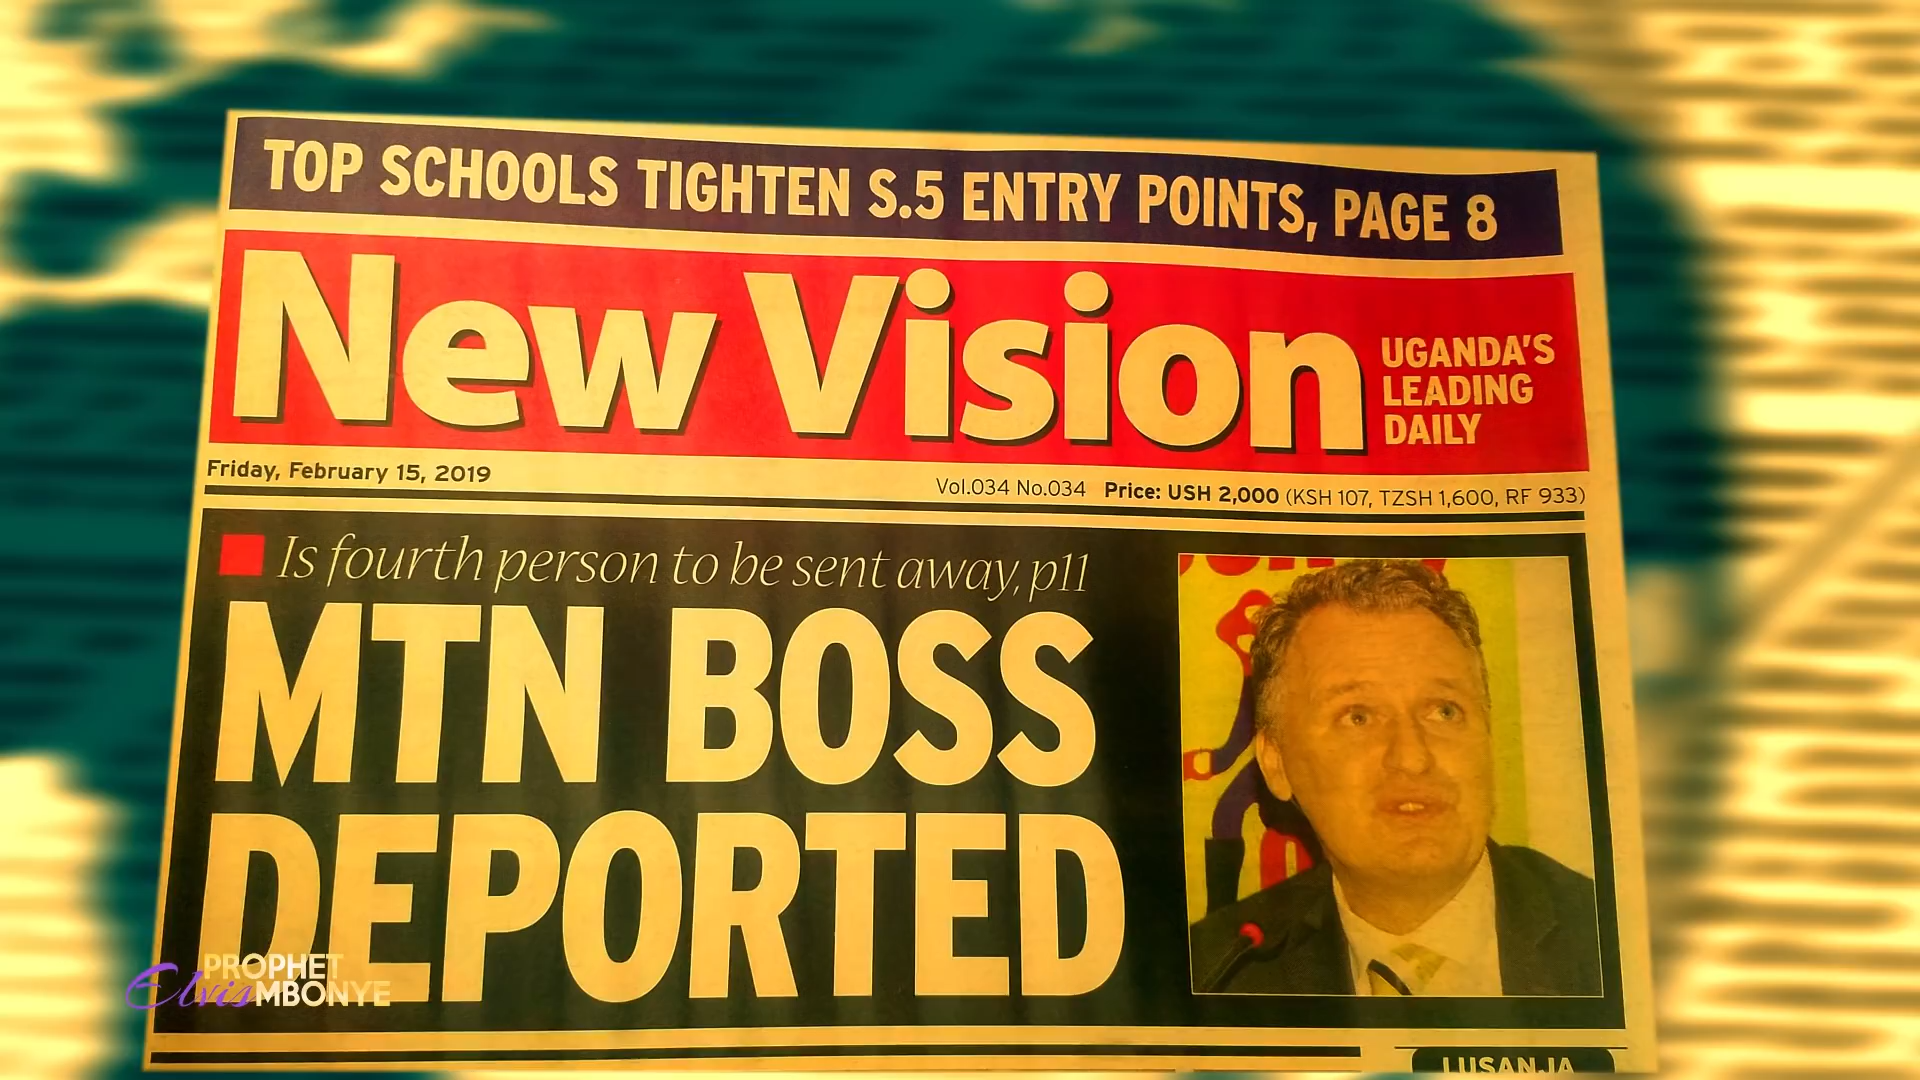 TOP SCHOOLS TIGHTEN S.5 ENTRY POINTS, PAGE 8
New Vision
UGANDA'S
LEADING
DAILY
Friday, February 15, 2019
Vol.034 No.034 Price: USH 2,000 (KSH 107, TZSH 1,600, RF 933)
Is fourth person to be sent away, p11
MTN BOSS
DEPORTED
PROPHET
Elvis MBONYE
LUSANJA